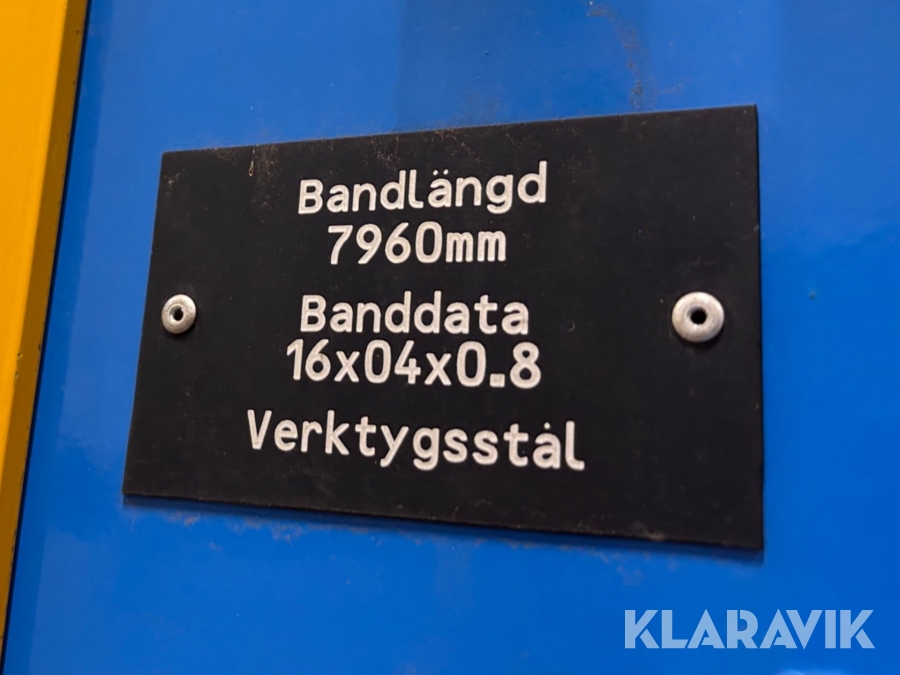 Bandlängd
7960mm
Banddata
16x04x0.8
Verktygsstål
KLARAVIK